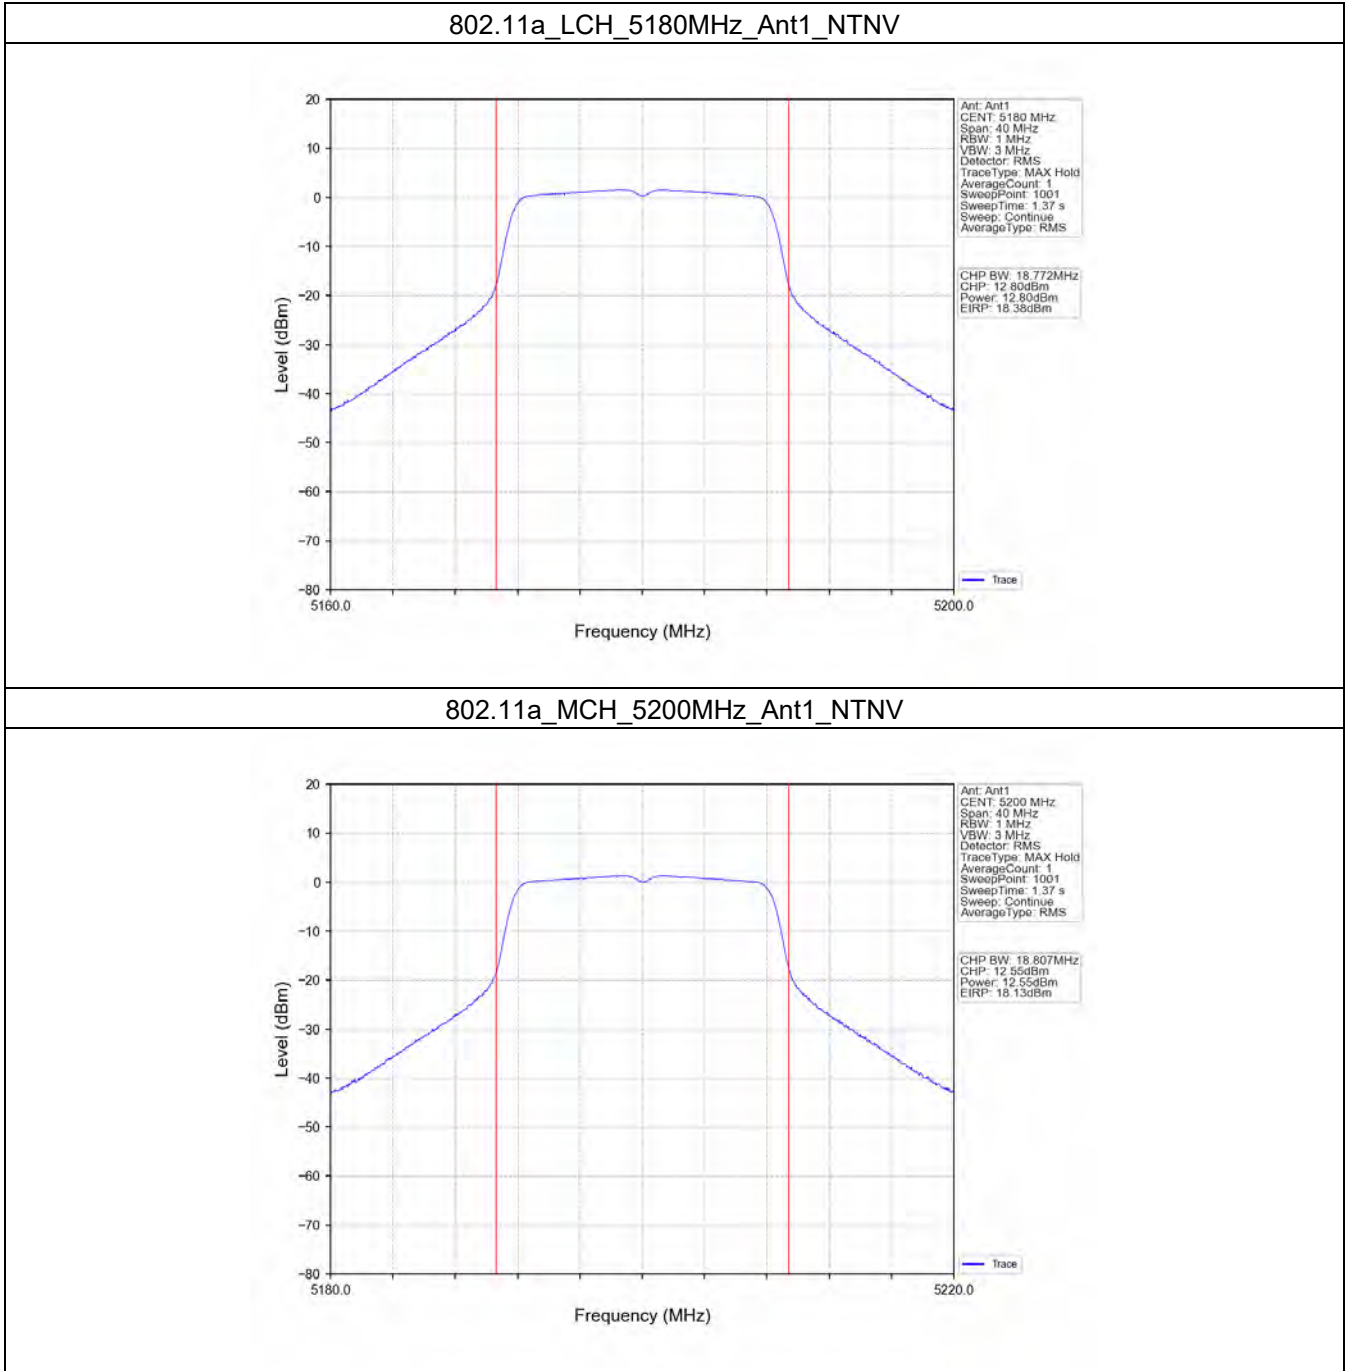 802.11a_LCH_5180MHz_Ant1_NTNV
20
10
0
−10
−20
−30
−40
−50
−60
−70
−80
Level (dBm)
5160.0
5200.0
Frequency (MHz)
Ant: Ant1
CENT: 5180 MHz
Span: 40 MHz
RBW: 1 MHz
VBW: 3 MHz
Detector: RMS
TraceType: MAX Hold
AverageCount: 1
SweepPoint: 1001
SweepTime: 1.37 s
Sweep: Continue
AverageType: RMS
CHP BW: 18.772MHz
CHP: 12.80dBm
Power: 12.80dBm
EIRP: 18.38dBm
Trace
802.11a_MCH_5200MHz_Ant1_NTNV
20
10
0
−10
−20
−30
−40
−50
−60
−70
−80
Level (dBm)
5180.0
5220.0
Frequency (MHz)
Ant: Ant1
CENT: 5200 MHz
Span: 40 MHz
RBW: 1 MHz
VBW: 3 MHz
Detector: RMS
TraceType: MAX Hold
AverageCount: 1
SweepPoint: 1001
SweepTime: 1.37 s
Sweep: Continue
AverageType: RMS
CHP BW: 18.807MHz
CHP: 12.55dBm
Power: 12.55dBm
EIRP: 18.13dBm
Trace